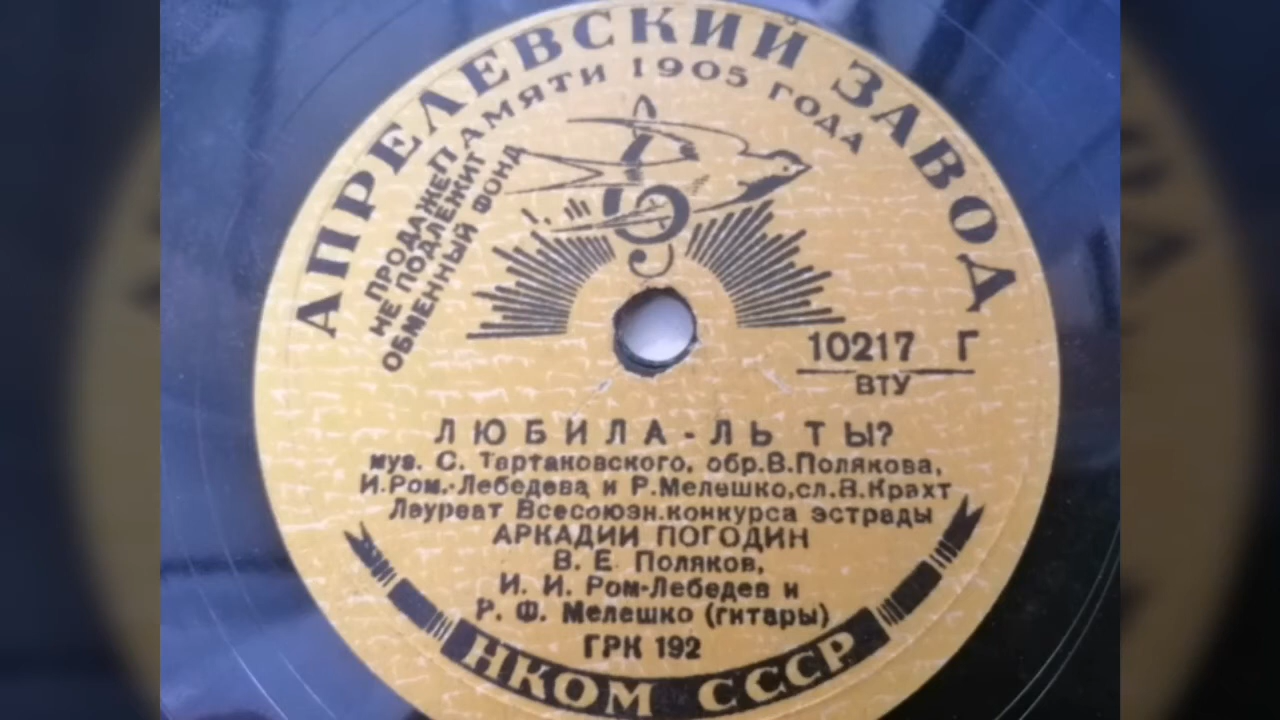 АПРЕЛЕВСКИЙ ЗАВОД
ПАМЯТИ 1905 ГОДА
ПРОДАЖЕ
НЕ ПОДЛЕЖИТ
ОБМЕННЫЙ ФОНД
10217 Г
ВТУ
ЛЮБИЛА-ЛЬ ТЫ?
муз. С. Тартаковского, обр.В.Полякова,
И.Ром.-Лебедева и Р.Мелешко,сл.В.Крахт
Лауреат Всесоюзн.конкурса эстрады
АРКАДИИ ПОГОДИН
В. Е. Поляков,
И. И. Ром-Лебедев и
Р. Ф. Мелешко (гитары)
ГРК 192
НКОМ СССР